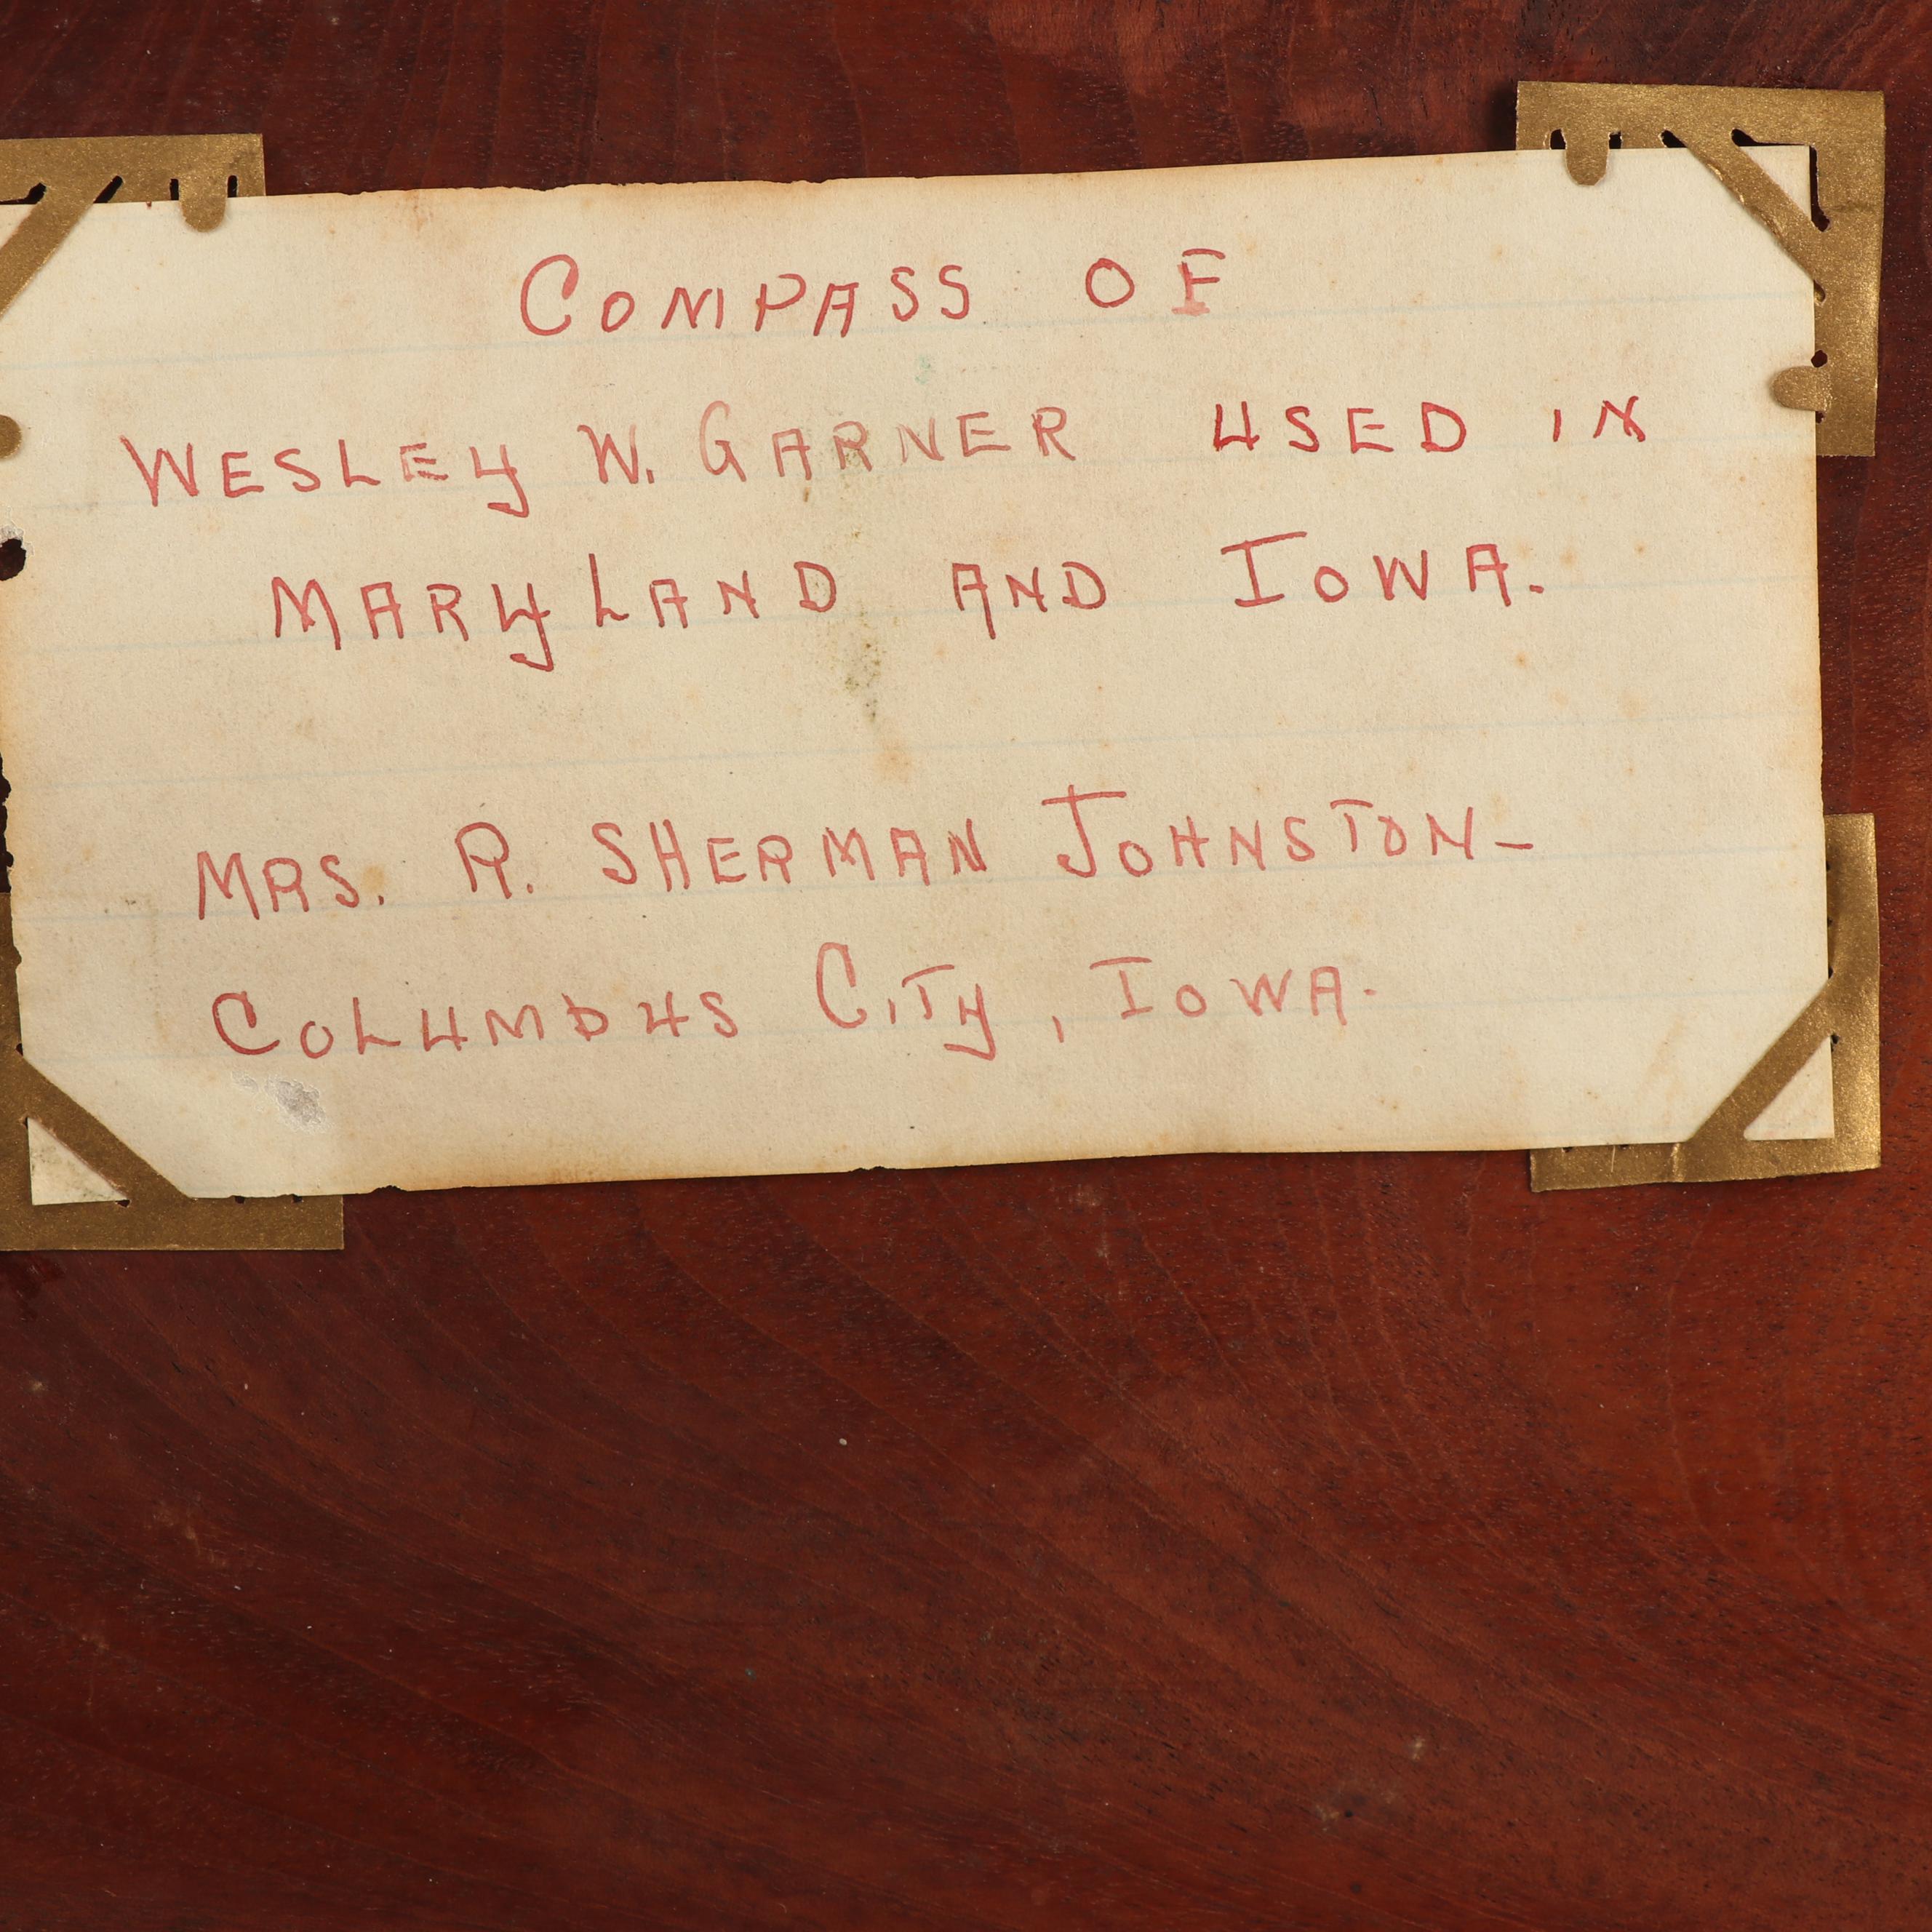 COMPASS OF
WESLEY W. GARNER USED IN
MARYLAND AND IOWA.
MRS. R. SHERMAN JOHNSTON-
COLUMBUS CITY, IOWA.